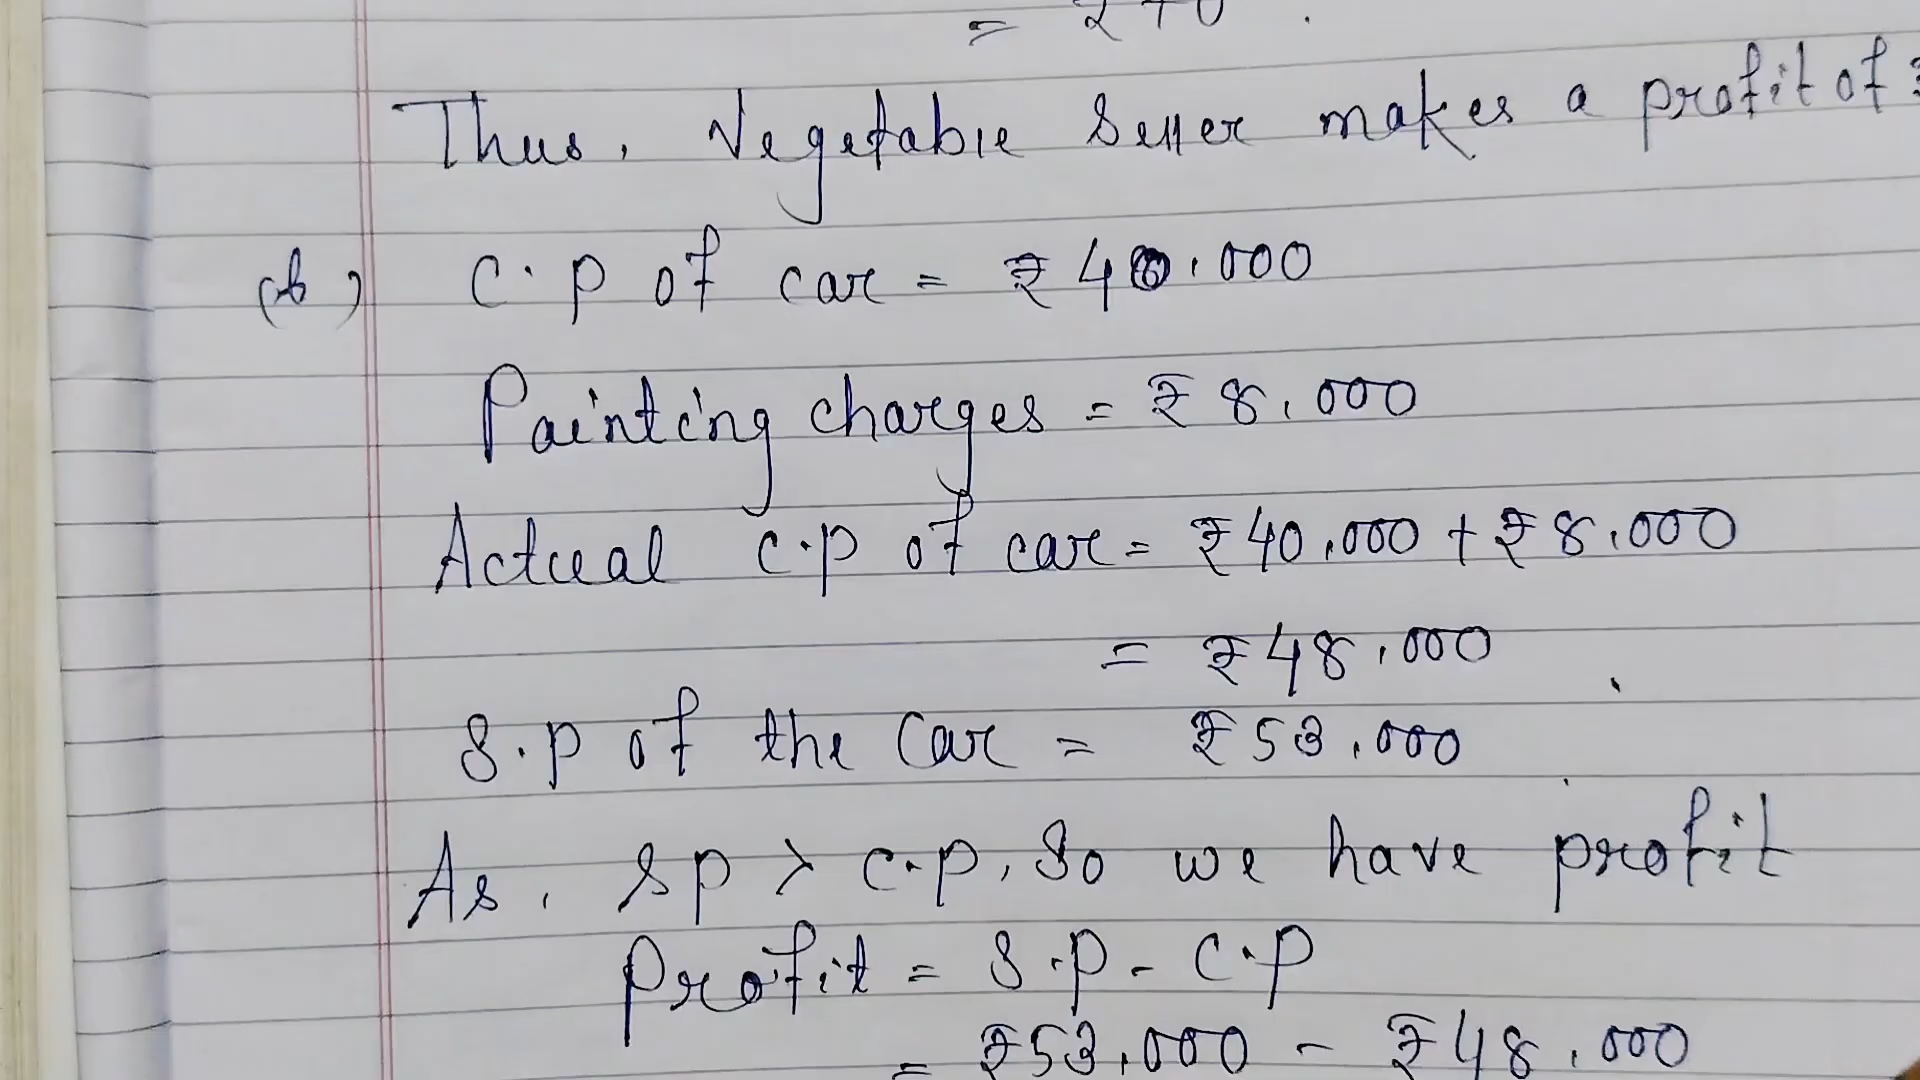 = ₹70
Thus, Vegetable Seller makes a profit of ₹
(b) C.P of car = ₹40,000
Painting charges = ₹8,000
Actual C.P of car = ₹40,000 + ₹8,000
= ₹48,000
S.P of the Car = ₹53,000
As, SP > C.P, So we have profit
Profit = S.P - C.P
= ₹53,000 - ₹48,000